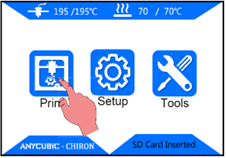 195 /195℃ 70 / 70℃
Print Setup Tools
ANYCUBIC - CHIRON SD Card Inserted